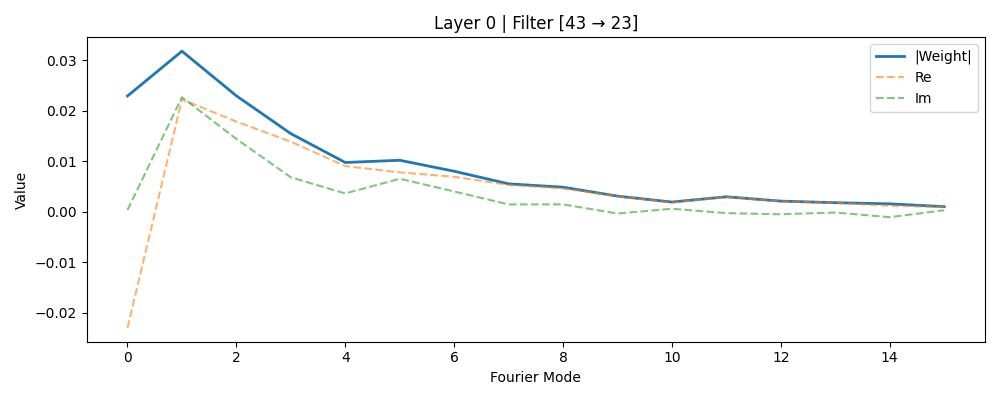 Layer 0 | Filter [43 → 23]
|Weight|
Re
Im
Value
0.03
0.02
0.01
0.00
−0.01
−0.02
0 2 4 6 8 10 12 14
Fourier Mode